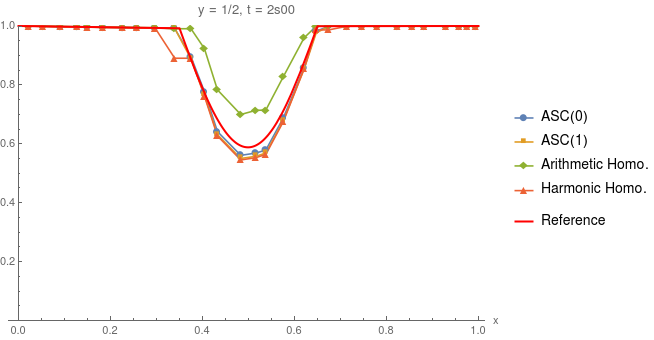 y = 1/2, t = 2s00
1.0
0.8
0.6
0.4
0.2
0.0 0.2 0.4 0.6 0.8 1.0 x
ASC(0)
ASC(1)
Arithmetic Homo.
Harmonic Homo.
Reference